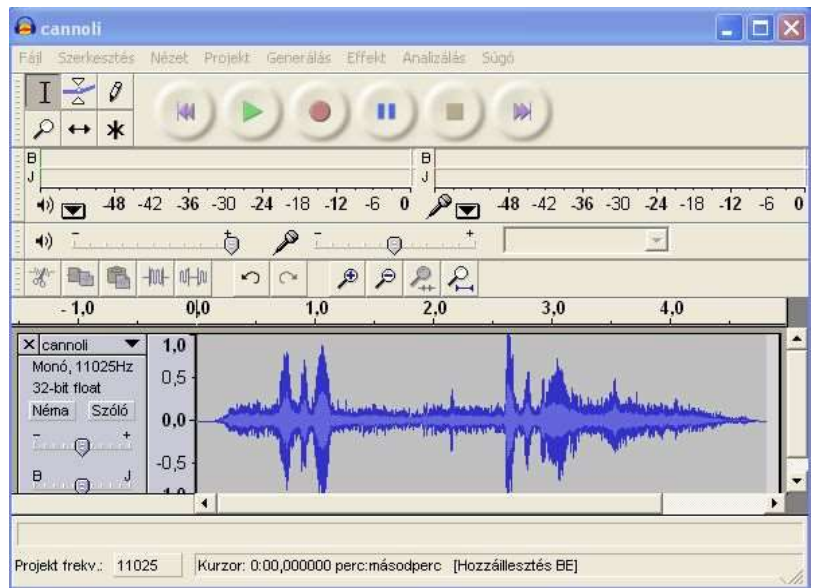 cannoli
Fájl Szerkesztés Nézet Projekt Generálás Effekt Analizálás Súgó
B B
J J
-48 -42 -36 -30 -24 -18 -12 -6 0 -48 -42 -36 -30 -24 -18 -12 -6 0
- + - +
- 1,0 0,0 1,0 2,0 3,0 4,0
cannoli 1,0
Monó, 11025Hz
32-bit float 0,5
Néma Szóló
0,0
- +
-0,5
B J
-1,0
Projekt frekv.: 11025 Kurzor: 0:00,000000 perc:másodperc [Hozzáillesztés BE]